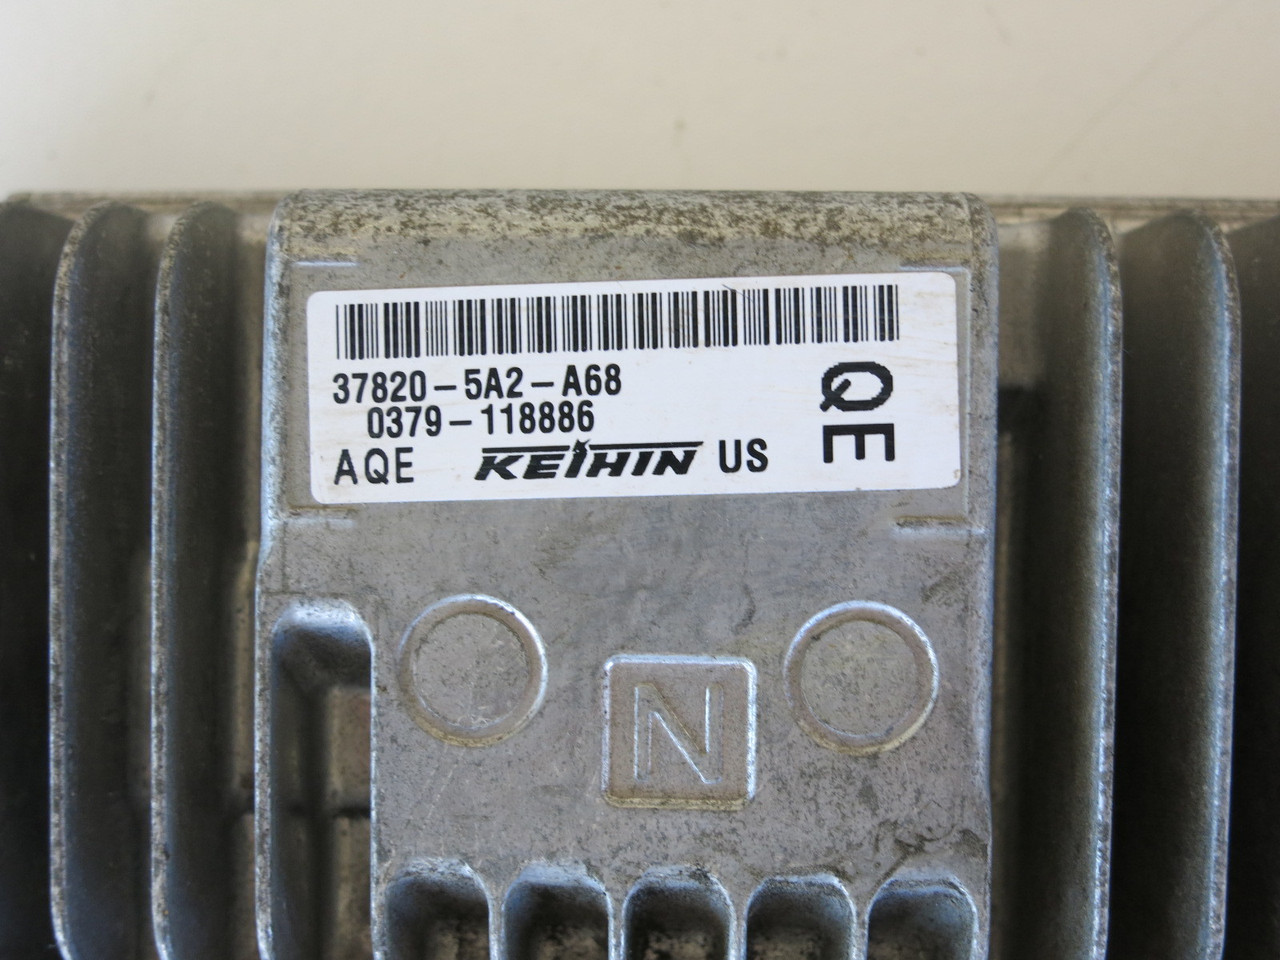 37820-5A2-A68
0379-118886
AQE KEIHIN US
QE
N